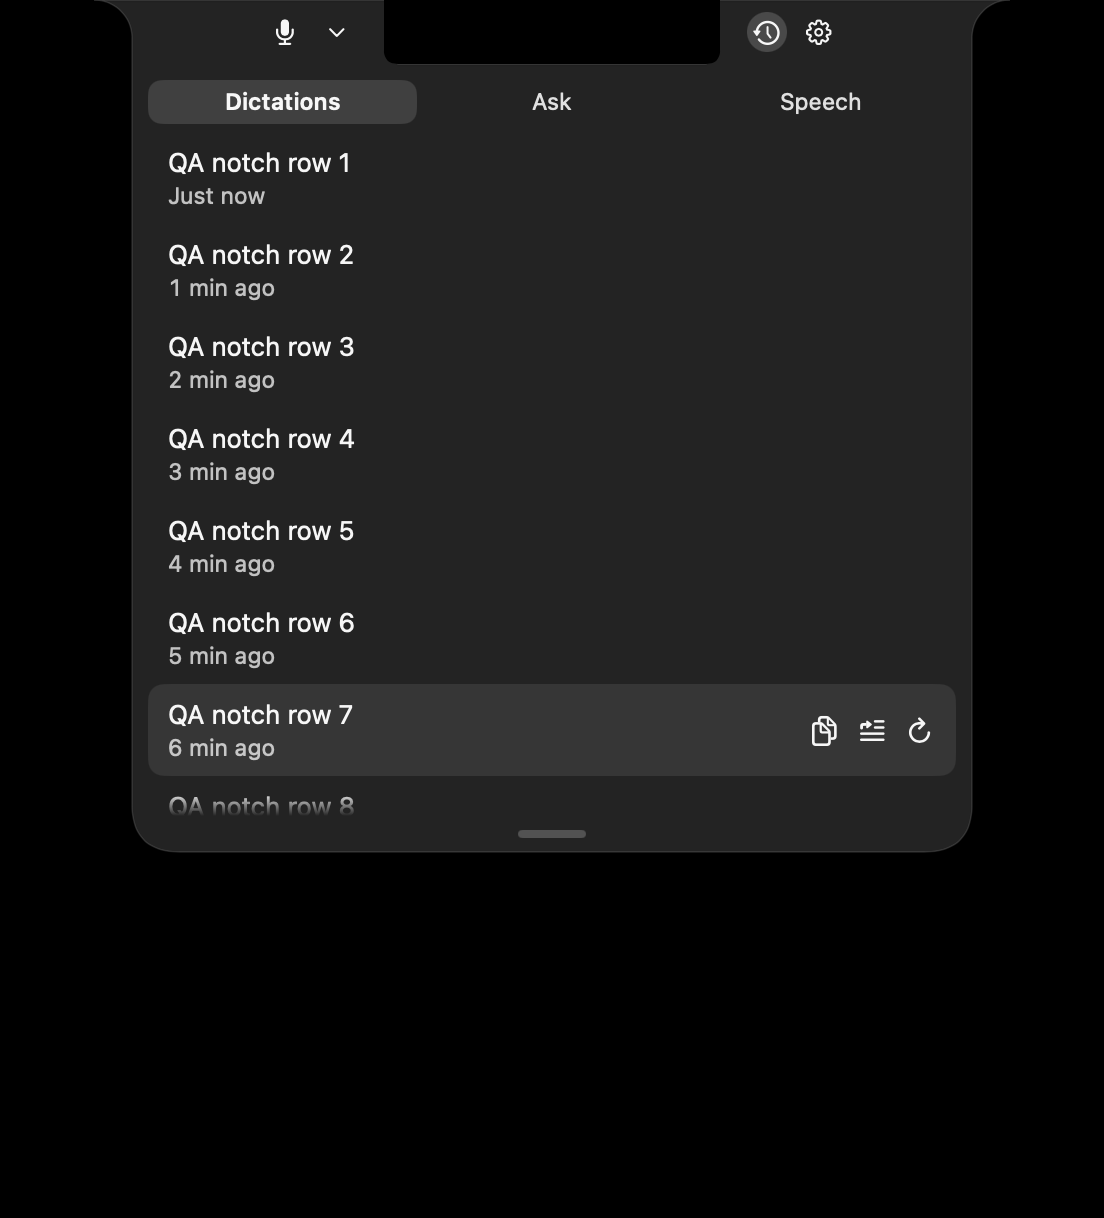 Dictations
Ask
Speech
QA notch row 1
Just now
QA notch row 2
1 min ago
QA notch row 3
2 min ago
QA notch row 4
3 min ago
QA notch row 5
4 min ago
QA notch row 6
5 min ago
QA notch row 7
6 min ago
QA notch row 8